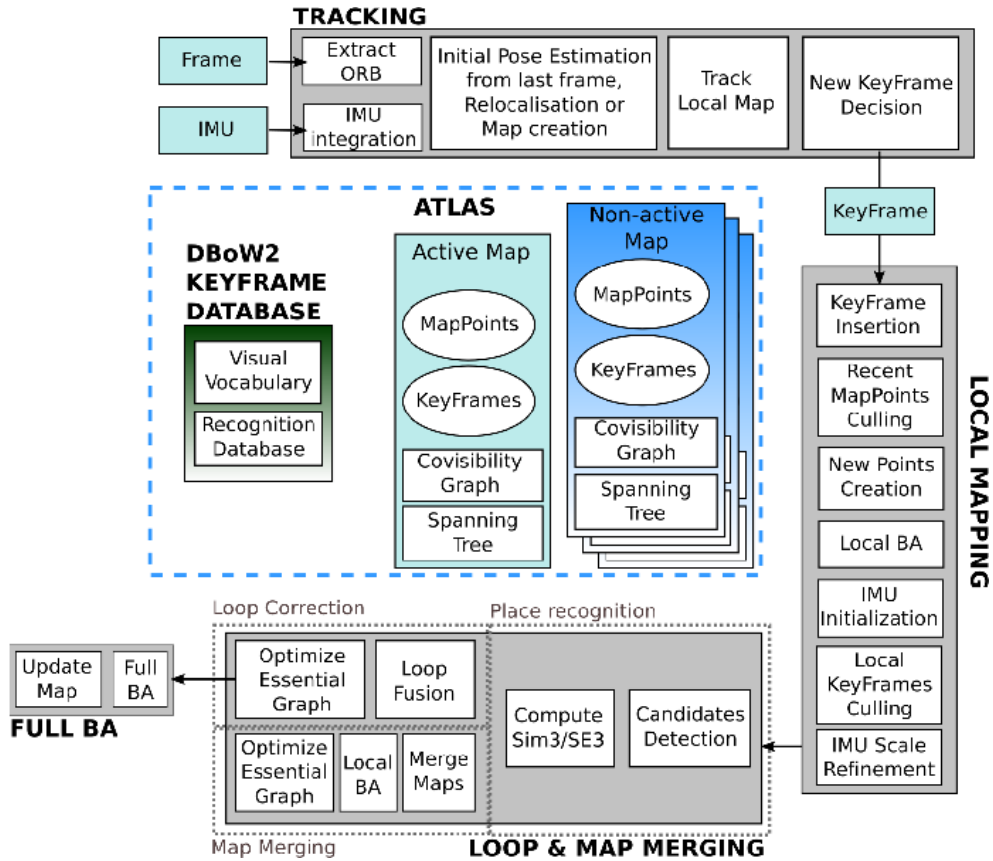 TRACKING
Frame
IMU
Extract
ORB
IMU
integration
Initial Pose Estimation
from last frame,
Relocalisation or
Map creation
Track
Local Map
New KeyFrame
Decision
KeyFrame
ATLAS
DBoW2
KEYFRAME
DATABASE
Visual
Vocabulary
Recognition
Database
Active Map
MapPoints
KeyFrames
Covisibility
Graph
Spanning
Tree
Non-active
Map
MapPoints
KeyFrames
Covisibility
Graph
Spanning
Tree
KeyFrame
Insertion
Recent
MapPoints
Culling
New Points
Creation
Local BA
IMU
Initialization
Local
KeyFrames
Culling
IMU Scale
Refinement
LOCAL MAPPING
Loop Correction
Place recognition
Optimize
Essential
Graph
Loop
Fusion
Compute
Sim3/SE3
Candidates
Detection
Update
Map
Full
BA
FULL BA
Optimize
Essential
Graph
Local
BA
Merge
Maps
Map Merging
LOOP & MAP MERGING